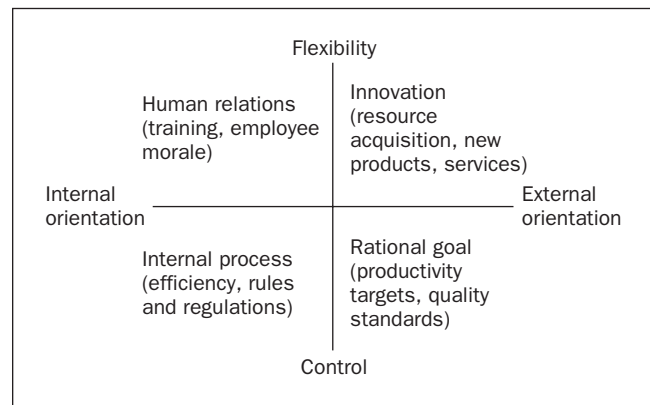 Flexibility
Human relations
(training, employee
morale)
Innovation
(resource
acquisition, new
products, services)
Internal
orientation
External
orientation
Internal process
(efficiency, rules
and regulations)
Rational goal
(productivity
targets, quality
standards)
Control